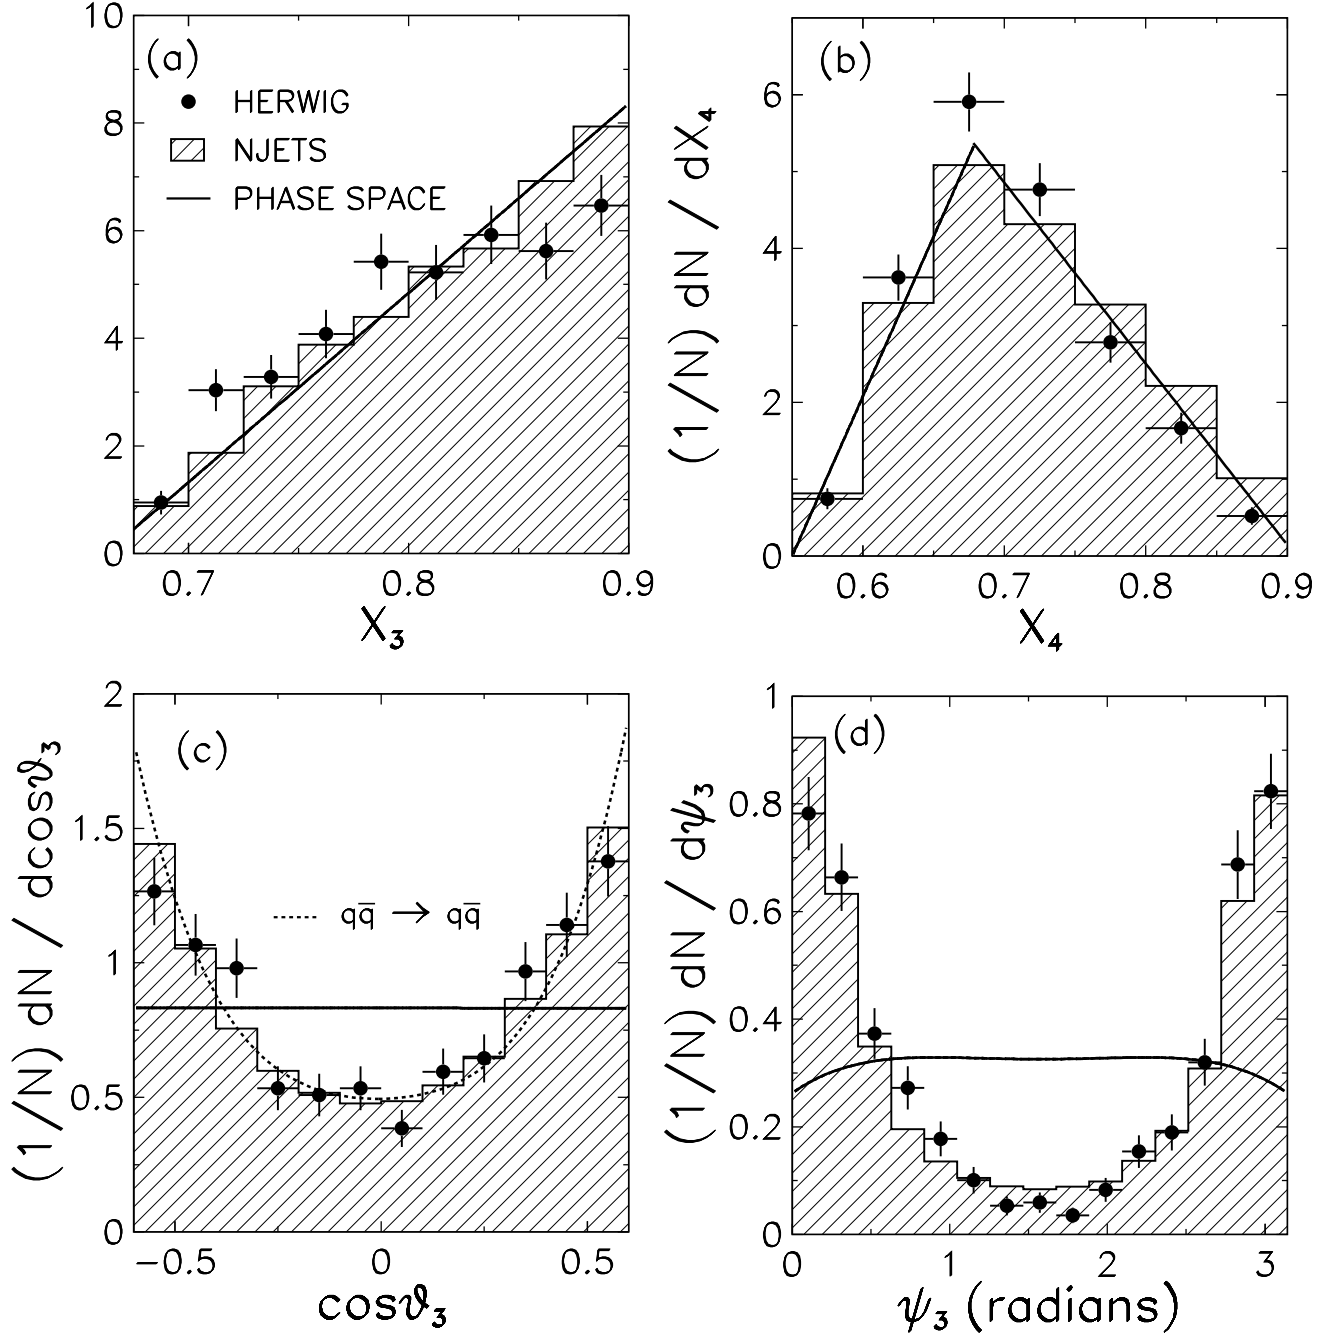 (a)
HERWIG
NJETS
PHASE SPACE
10
8
6
4
2
0
0.7 0.8 0.9
X₃
(b)
(1/N) dN / dX₄
6
4
2
0
0.6 0.7 0.8 0.9
X₄
(c)
(1/N) dN / dcosϑ₃
2
1.5
1
0.5
0
qq̅ → qq̅
−0.5 0 0.5
cosϑ₃
(d)
(1/N) dN / dψ₃
1
0.8
0.6
0.4
0.2
0
0 1 2 3
ψ₃ (radians)